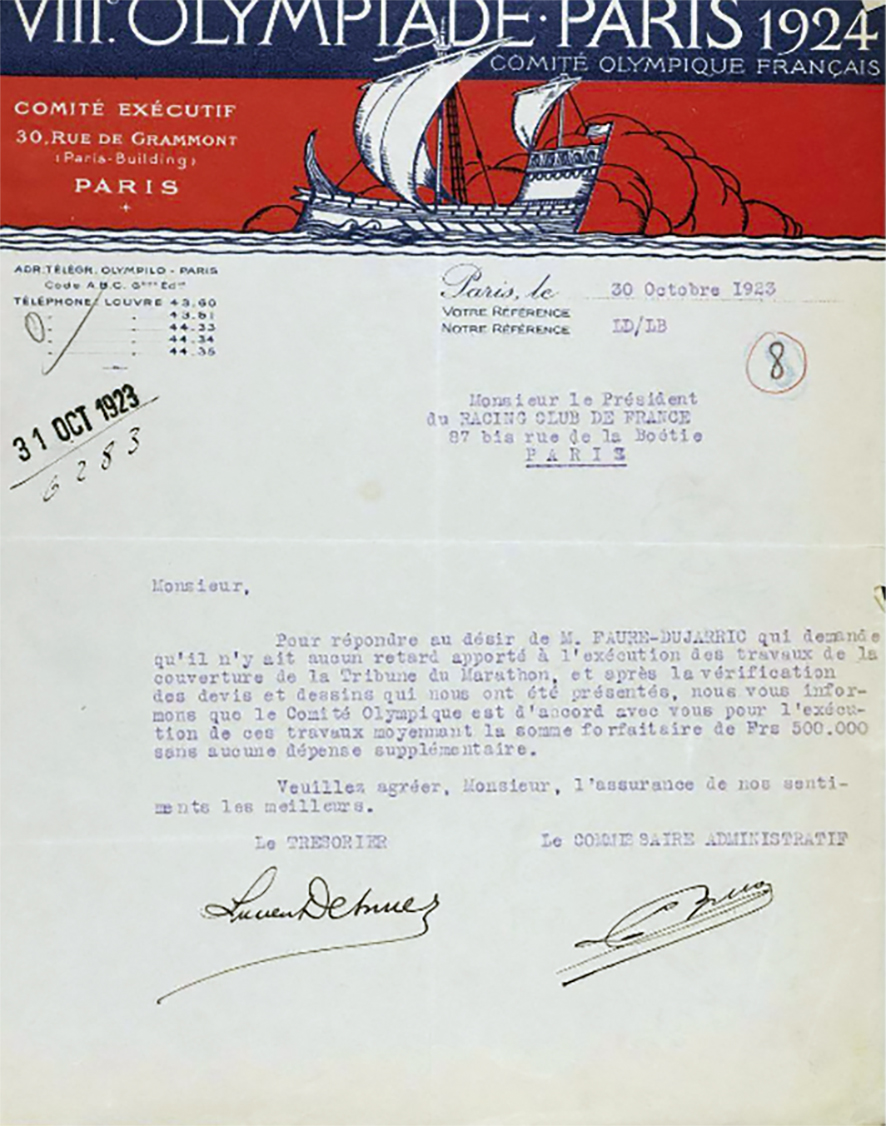 VIIIE. OLYMPIADE · PARIS 1924
COMITÉ OLYMPIQUE FRANÇAIS
COMITÉ EXÉCUTIF
30, RUE DE GRAMMONT
(Paris-Building)
PARIS
ADR. TÉLÉGR. OLYMPILO - PARIS
Code A.B.C. 6ème Edon
TÉLÉPHONE: LOUVRE 43.60
43.61
44.33
44.34
44.35
Paris, le 30 Octobre 1923
VOTRE RÉFÉRENCE
NOTRE RÉFÉRENCE LD/LB
8
31 OCT 1923
6283
Monsieur le Président
du RACING CLUB DE FRANCE
87 bis rue de la Boétie
PARIS
Monsieur,
Pour répondre au désir de M. FAURE-DUJARRIC qui demande
qu'il n'y ait aucun retard apporté à l'exécution des travaux de la
couverture de la Tribune du Marathon, et après la vérification
des devis et dessins qui nous ont été présentés, nous vous infor-
mons que le Comité Olympique est d'accord avec vous pour l'exécu-
tion de ces travaux moyennant la somme forfaitaire de Frs 500.000
sans aucune dépense supplémentaire.
Veuillez agréer, Monsieur, l'assurance de nos senti-
ments les meilleurs.
Le TRESORIER
Le COMMISSAIRE ADMINISTRATIF